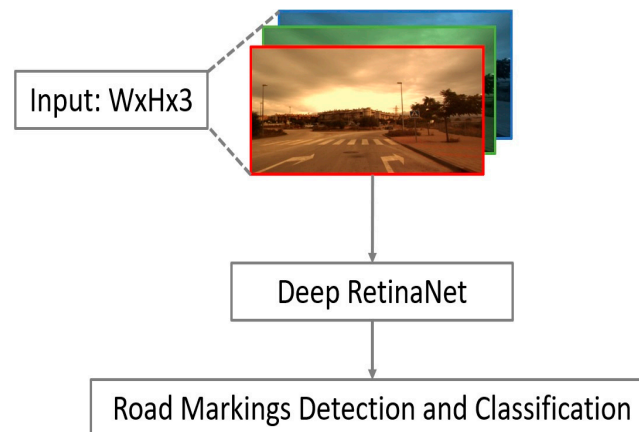 Input: WxHx3
Deep RetinaNet
Road Markings Detection and Classification